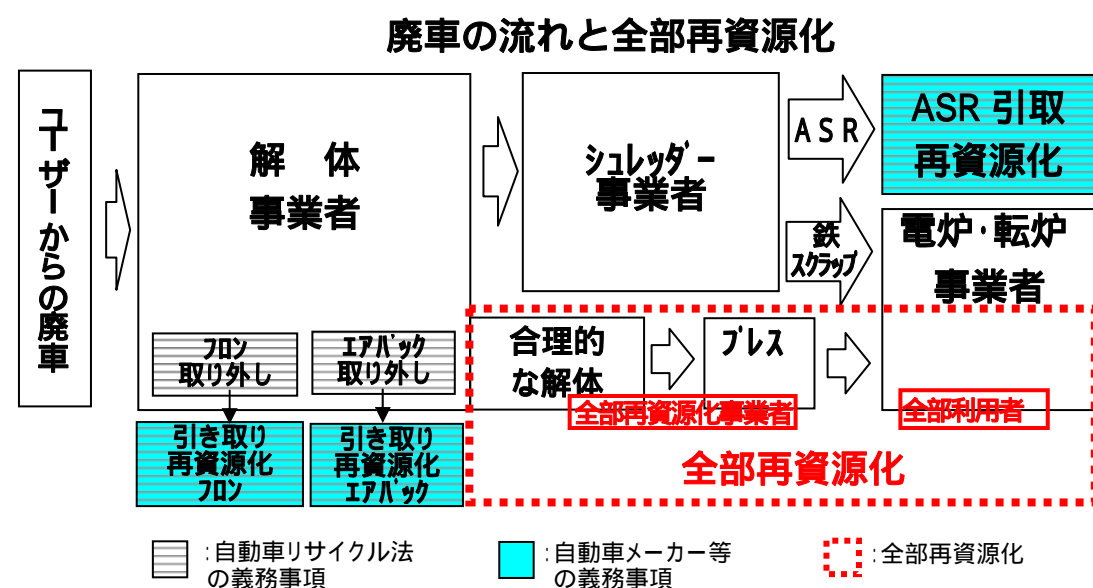 廃車の流れと全部再資源化
ユーザーからの廃車
解　体
事業者
フロン
取り外し
エアバック
取り外し
引き取り
再資源化
フロン
引き取り
再資源化
エアバック
シュレッダー
事業者
ASR
ASR 引取
再資源化
鉄
スクラップ
電炉・転炉
事業者
合理的
な解体
プレス
全部再資源化事業者
全部利用者
全部再資源化
:自動車リサイクル法
の義務事項
:自動車メーカー等
の義務事項
:全部再資源化